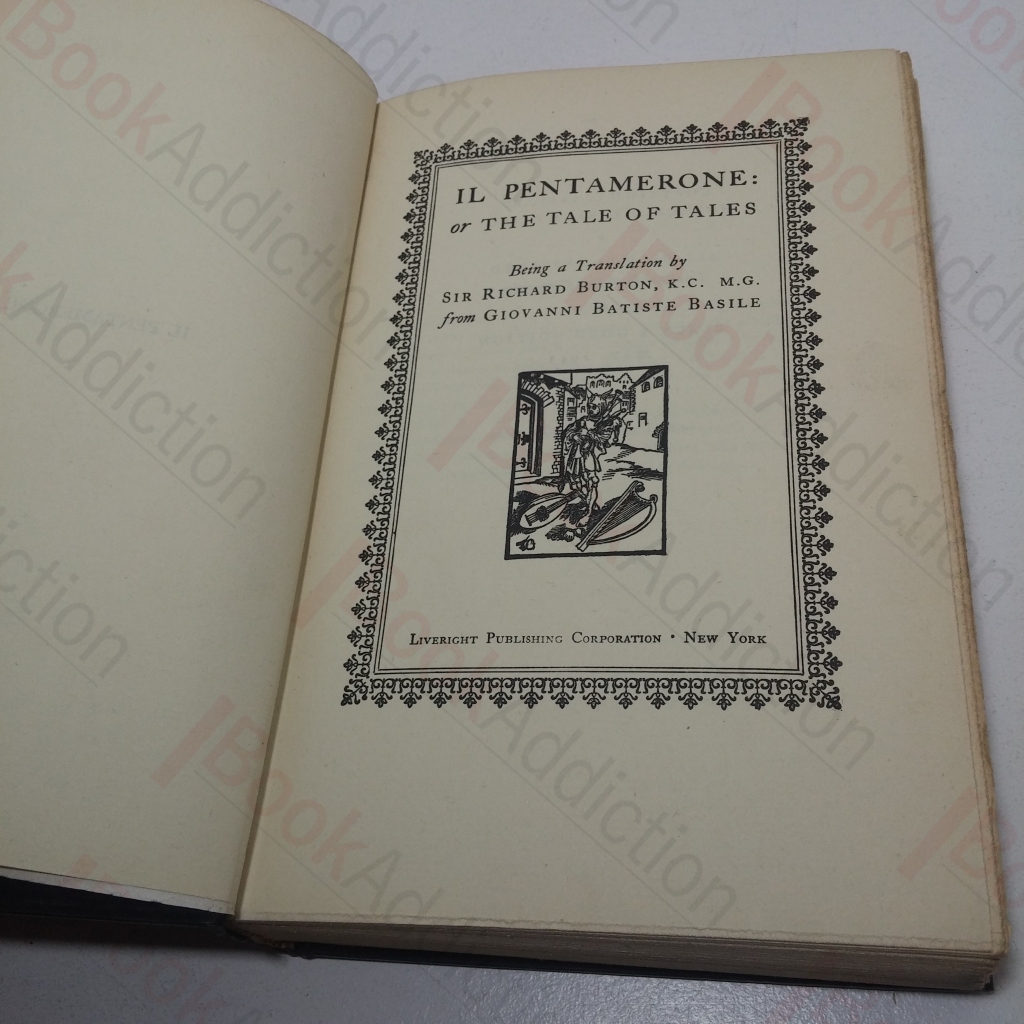 IL PENTAMERONE:
or THE TALE OF TALES
Being a Translation by
SIR RICHARD BURTON, K.C. M.G.
from GIOVANNI BATISTE BASILE
LIVERIGHT PUBLISHING CORPORATION • NEW YORK
BookAddiction